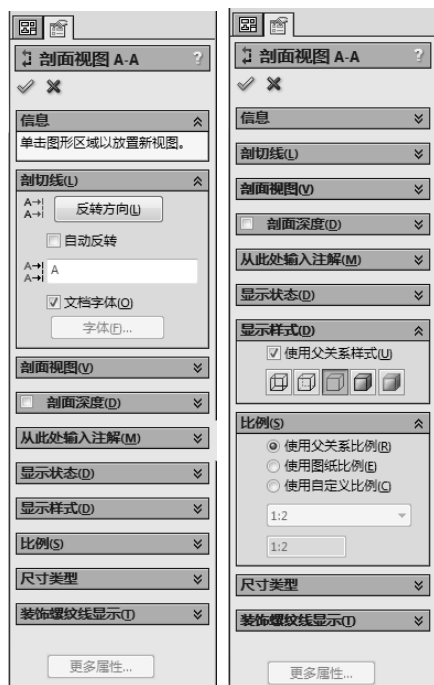 剖面视图 A-A
?
信息
单击图形区域以放置新视图。
剖切线(L)
反转方向(L)
自动反转
A
文档字体(O)
字体(F)...
剖面视图(V)
剖面深度(D)
从此处输入注解(M)
显示状态(D)
显示样式(D)
比例(S)
尺寸类型
装饰螺纹线显示(T)
更多属性...
剖面视图 A-A
?
信息
剖切线(L)
剖面视图(V)
剖面深度(D)
从此处输入注解(M)
显示状态(D)
显示样式(D)
使用父关系样式(U)
比例(S)
使用父关系比例(R)
使用图纸比例(E)
使用自定义比例(C)
1:2
1:2
尺寸类型
装饰螺纹线显示(T)
更多属性...